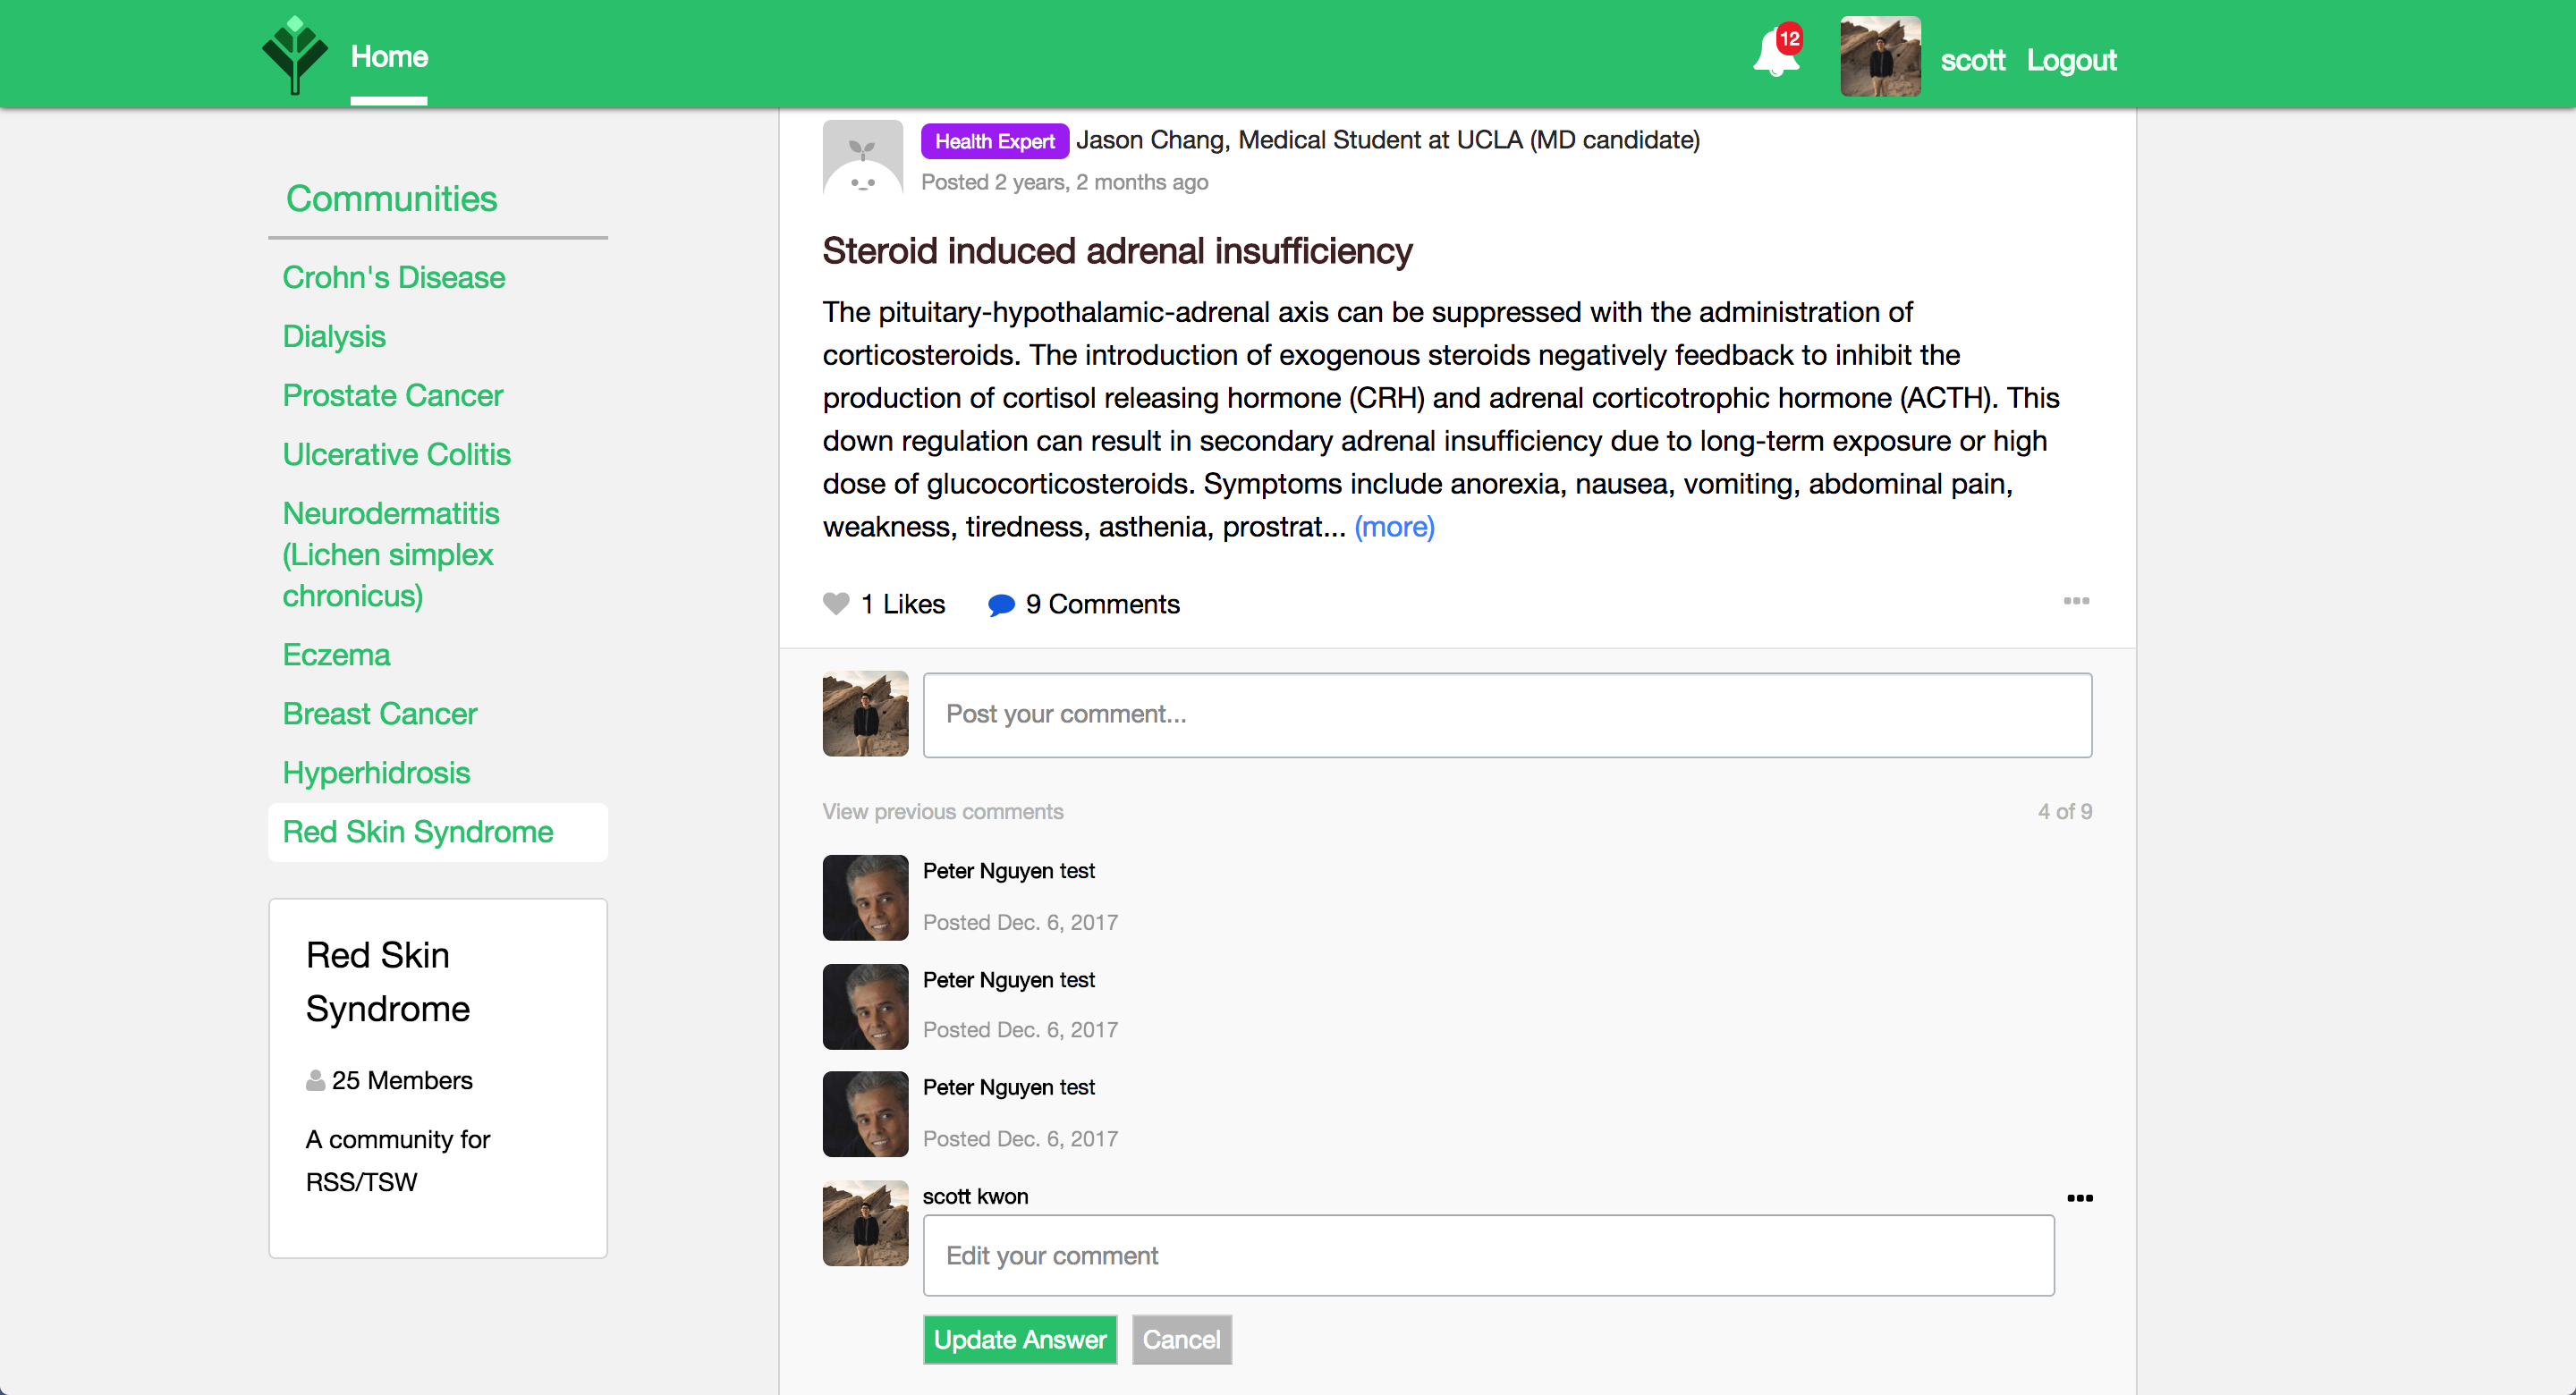 Home
12
scott Logout
Communities
Crohn's Disease
Dialysis
Prostate Cancer
Ulcerative Colitis
Neurodermatitis
(Lichen simplex
chronicus)
Eczema
Breast Cancer
Hyperhidrosis
Red Skin Syndrome
Red Skin
Syndrome
25 Members
A community for
RSS/TSW
Health Expert Jason Chang, Medical Student at UCLA (MD candidate)
Posted 2 years, 2 months ago
Steroid induced adrenal insufficiency
The pituitary-hypothalamic-adrenal axis can be suppressed with the administration of
corticosteroids. The introduction of exogenous steroids negatively feedback to inhibit the
production of cortisol releasing hormone (CRH) and adrenal corticotrophic hormone (ACTH). This
down regulation can result in secondary adrenal insufficiency due to long-term exposure or high
dose of glucocorticosteroids. Symptoms include anorexia, nausea, vomiting, abdominal pain,
weakness, tiredness, asthenia, prostrat... (more)
1 Likes 9 Comments
Post your comment...
View previous comments 4 of 9
Peter Nguyen test
Posted Dec. 6, 2017
Peter Nguyen test
Posted Dec. 6, 2017
Peter Nguyen test
Posted Dec. 6, 2017
scott kwon
Edit your comment
Update Answer Cancel